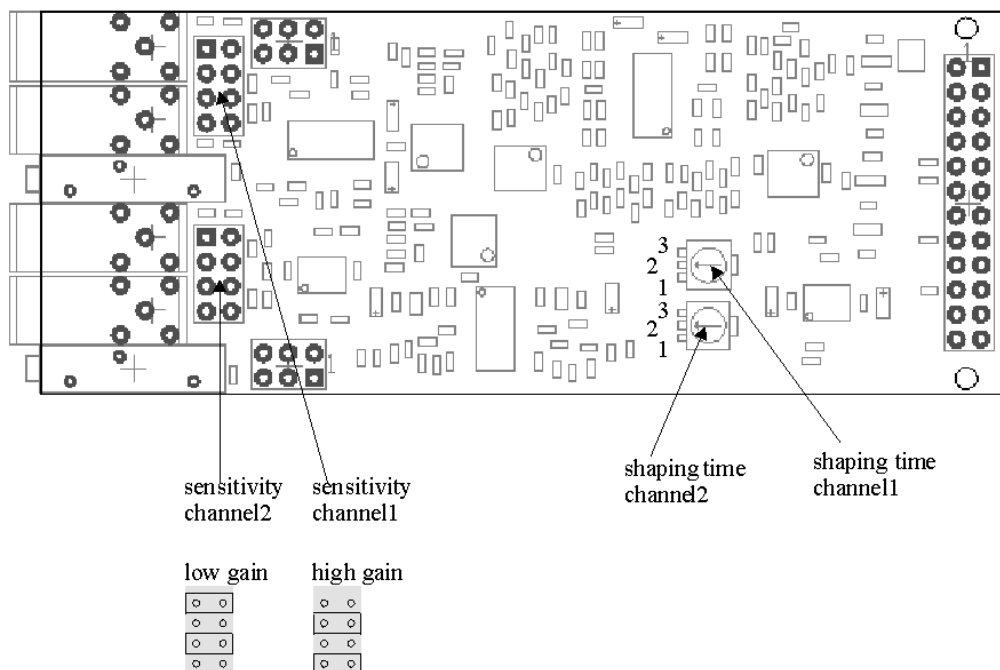 1
1
3
2
1
3
2
1
1
shaping time
channel2
shaping time
channel1
sensitivity
channel2
sensitivity
channel1
low gain
high gain